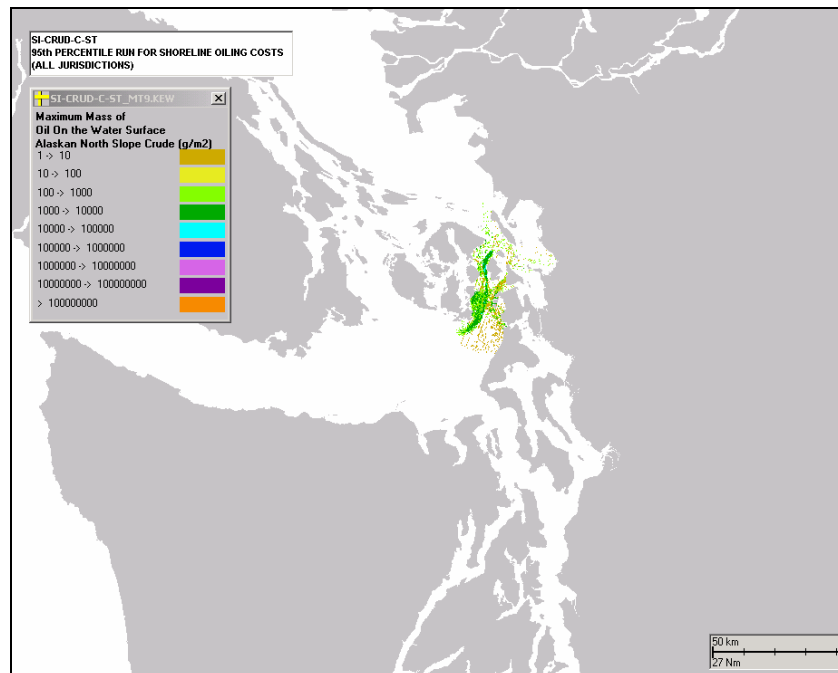 SI-CRUD-C-ST
95th PERCENTILE RUN FOR SHORELINE OILING COSTS
(ALL JURISDICTIONS)
SI-CRUD-C-ST_MT9.KEW
Maximum Mass of
Oil On the Water Surface
Alaskan North Slope Crude (g/m2)
1 -> 10
10 -> 100
100 -> 1000
1000 -> 10000
10000 -> 100000
100000 -> 1000000
1000000 -> 10000000
10000000 -> 100000000
> 100000000
50 km
27 Nm